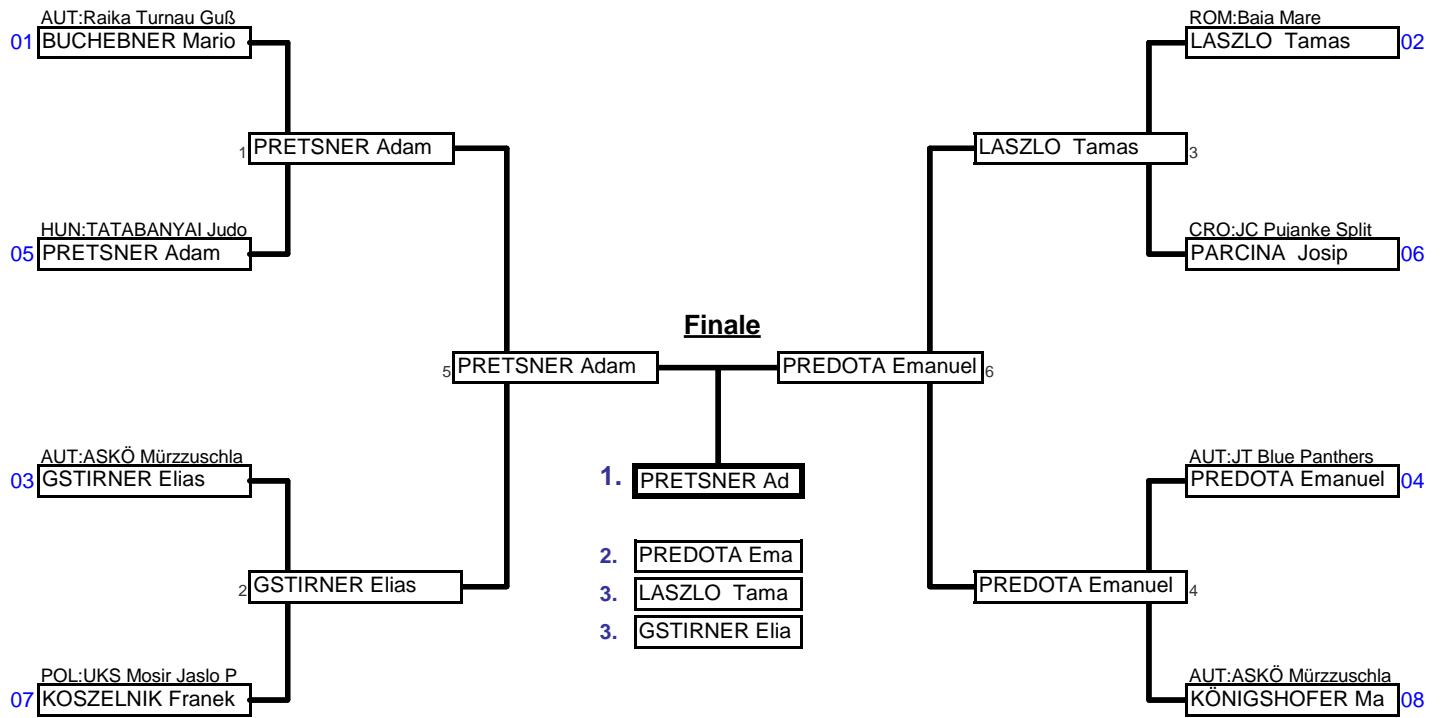 AUT:Raika Turnau Guß
01 BUCHEBNER Mario
ROM:Baia Mare
LASZLO  Tamas 02
1 PRETSNER Adam
LASZLO  Tamas 3
HUN:TATABANYAI Judo
05 PRETSNER Adam
CRO:JC Pujanke Split
PARCINA  Josip 06
Finale
5 PRETSNER Adam
PREDOTA Emanuel 6
AUT:ASKÖ Mürzzuschla
03 GSTIRNER Elias
1. PRETSNER Ad
AUT:JT Blue Panthers
PREDOTA Emanuel 04
2. PREDOTA Ema
3. LASZLO  Tama
3. GSTIRNER Elia
2 GSTIRNER Elias
PREDOTA Emanuel 4
POL:UKS Mosir Jaslo P
07 KOSZELNIK Franek
AUT:ASKÖ Mürzzuschla
KÖNIGSHOFER Ma 08